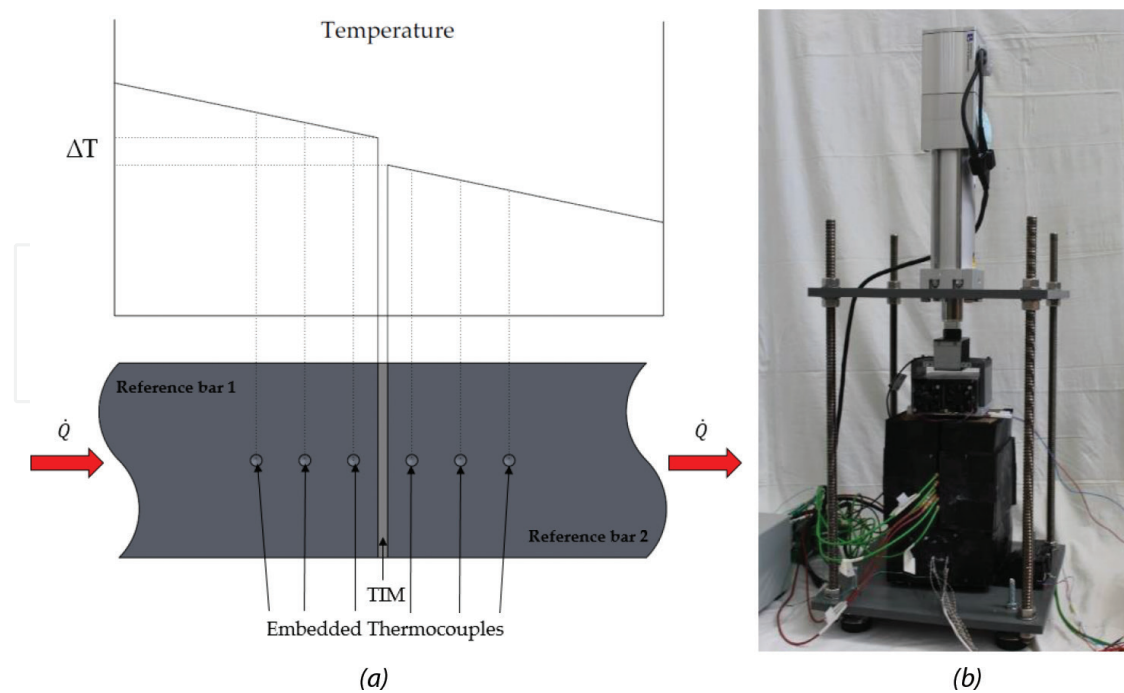 Temperature
ΔT
Reference bar 1
Q̇
Q̇
Reference bar 2
TIM
Embedded Thermocouples
(a)
(b)